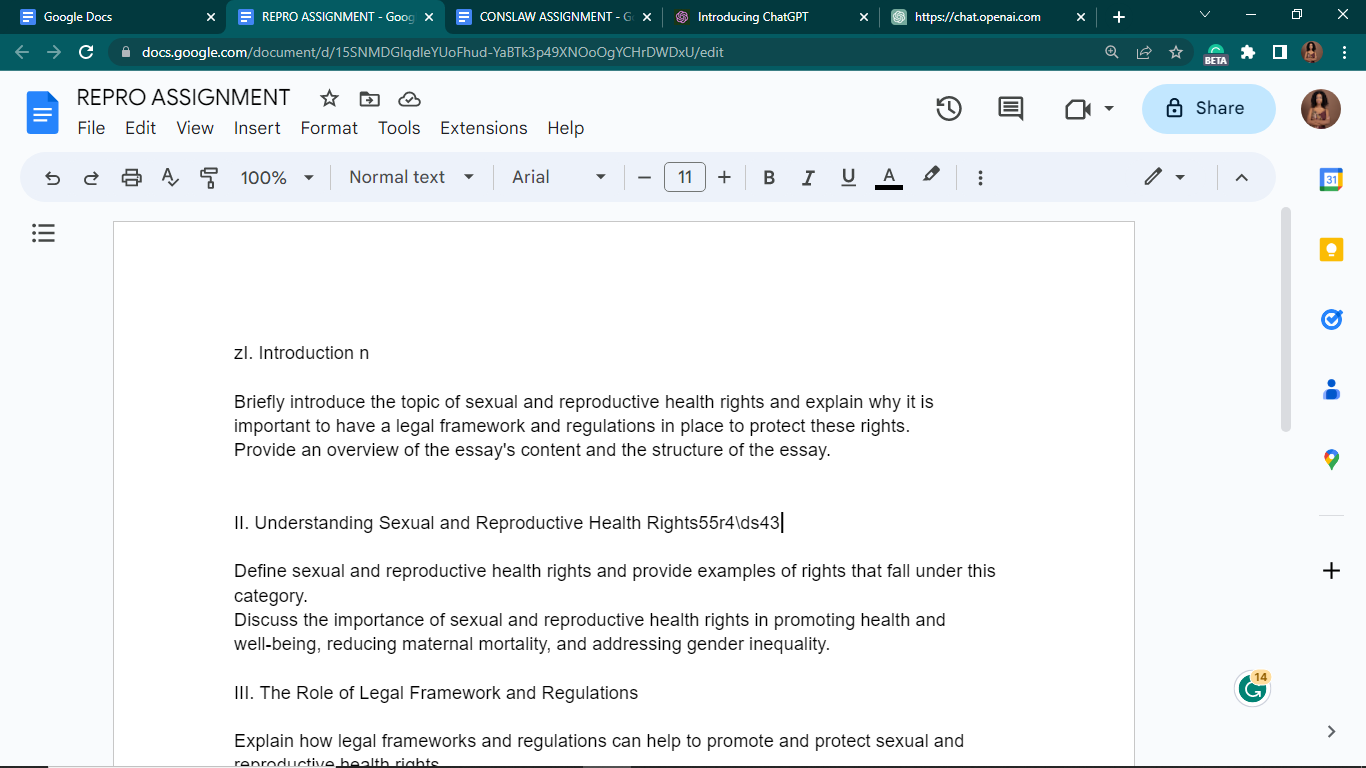 Google Docs
REPRO ASSIGNMENT - Goog
CONSLAW ASSIGNMENT - G
Introducing ChatGPT
https://chat.openai.com
docs.google.com/document/d/15SNMDGIqdleYUoFhud-YaBTk3p49XNOoOgYCHrDWDxU/edit
BETA
REPRO ASSIGNMENT
File Edit View Insert Format Tools Extensions Help
Share
100% Normal text Arial 11 B I U A
31
zI. Introduction n
Briefly introduce the topic of sexual and reproductive health rights and explain why it is
important to have a legal framework and regulations in place to protect these rights.
Provide an overview of the essay's content and the structure of the essay.
II. Understanding Sexual and Reproductive Health Rights55r4\ds43
Define sexual and reproductive health rights and provide examples of rights that fall under this
category.
Discuss the importance of sexual and reproductive health rights in promoting health and
well-being, reducing maternal mortality, and addressing gender inequality.
III. The Role of Legal Framework and Regulations
14
Explain how legal frameworks and regulations can help to promote and protect sexual and
reproductive health rights